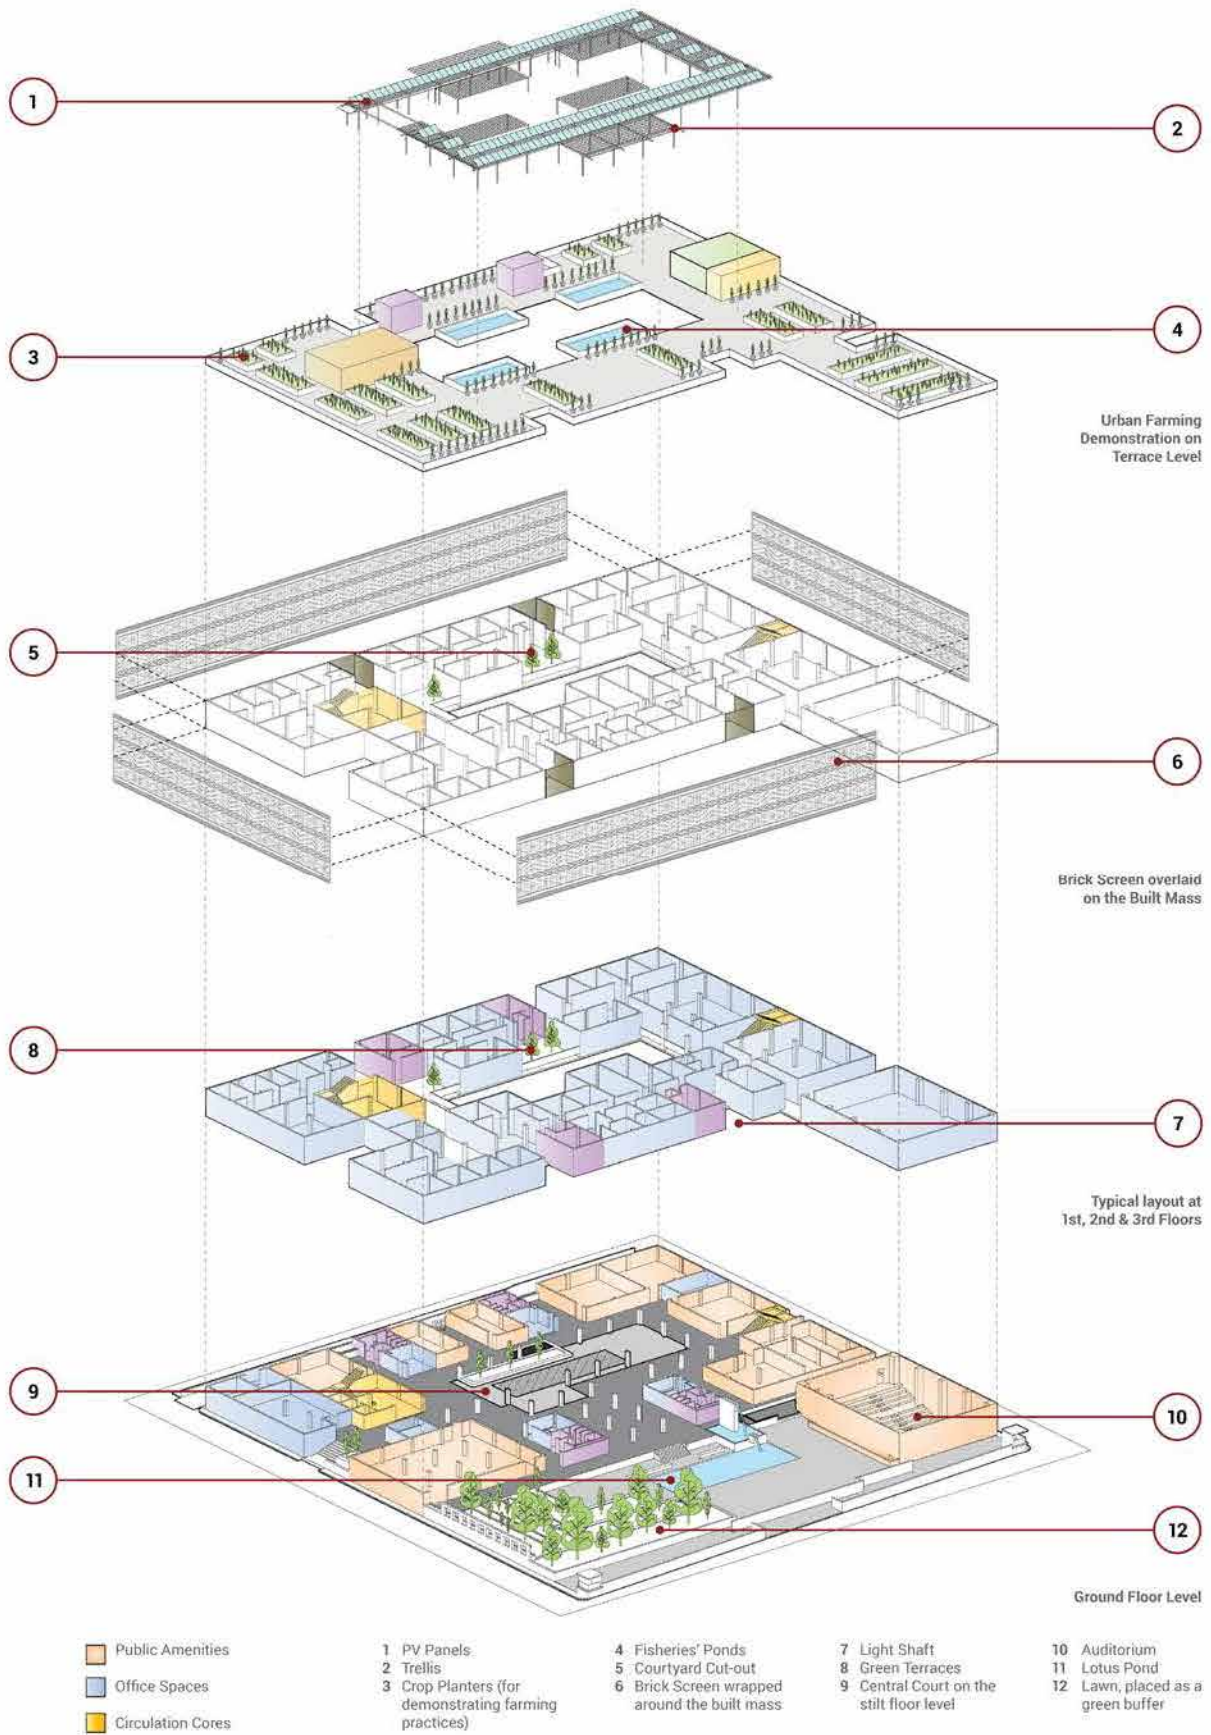 1
2
3
4
Urban Farming
Demonstration on
Terrace Level
5
6
Brick Screen overlaid
on the Built Mass
8
7
Typical layout at
1st, 2nd & 3rd Floors
9
10
11
12
Ground Floor Level
Public Amenities
Office Spaces
Circulation Cores
1 PV Panels
2 Trellis
3 Crop Planters (for
demonstrating farming
practices)
4 Fisheries' Ponds
5 Courtyard Cut-out
6 Brick Screen wrapped
around the built mass
7 Light Shaft
8 Green Terraces
9 Central Court on the
stilt floor level
10 Auditorium
11 Lotus Pond
12 Lawn, placed as a
green buffer